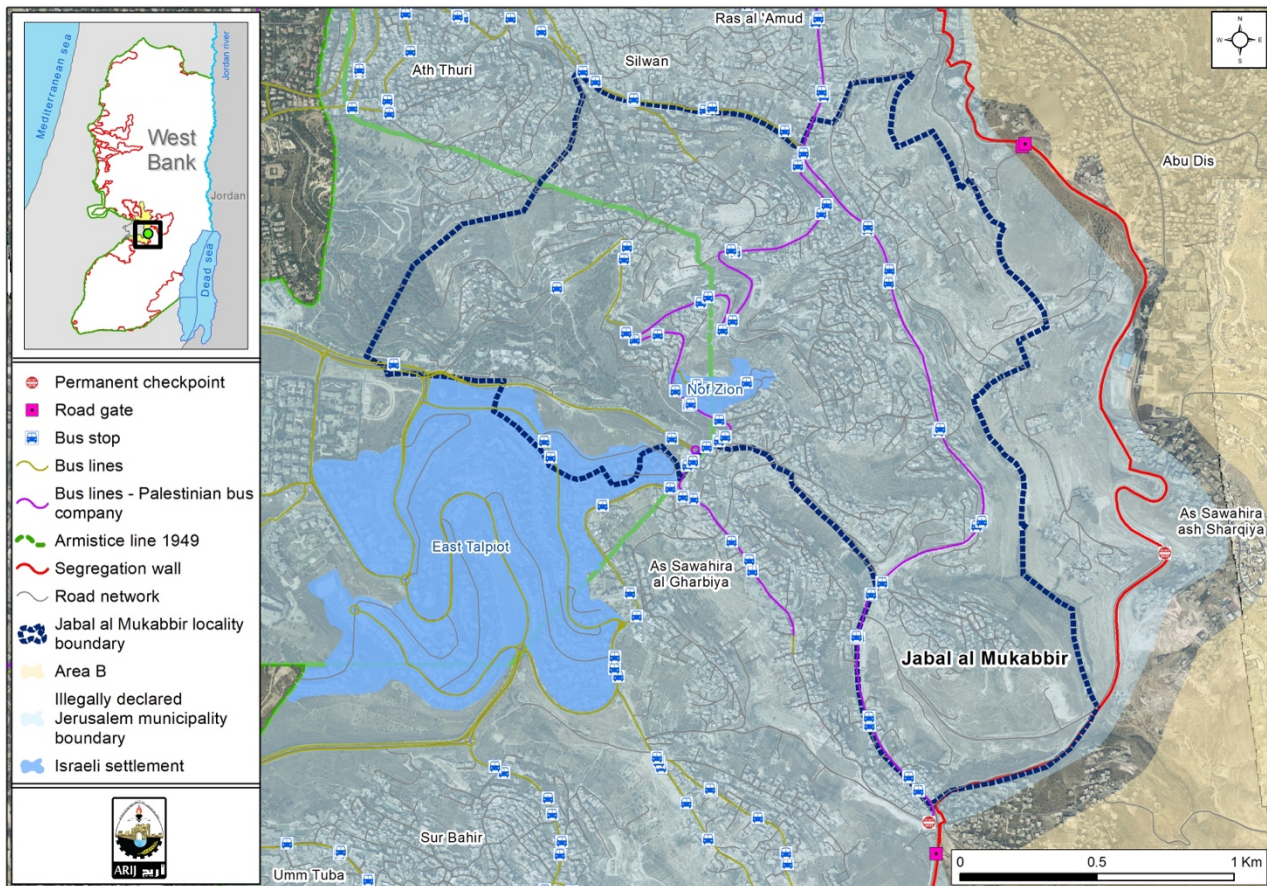 Mediterranean sea
Jordan river
West
Bank
Jordan
Dead sea
Permanent checkpoint
Road gate
Bus stop
Bus lines
Bus lines - Palestinian bus
company
Armistice line 1949
Segregation wall
Road network
Jabal al Mukabbir locality
boundary
Area B
Illegally declared
Jerusalem municipality
boundary
Israeli settlement
ARIJ أريج
Ras al 'Amud
Silwan
Ath Thuri
N
W
E
S
Abu Dis
Nof Zion
As Sawahira
ash Sharqiya
East Talpiot
As Sawahira
al Gharbiya
Jabal al Mukabbir
Sur Bahir
Umm Tuba
0 0.5 1 Km